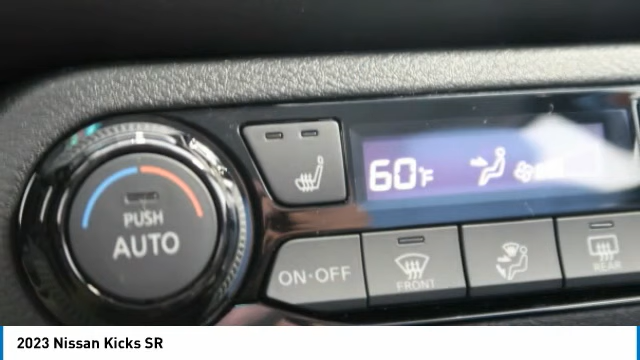 PUSH
AUTO
60°F
ON·OFF
FRONT
REAR
2023 Nissan Kicks SR